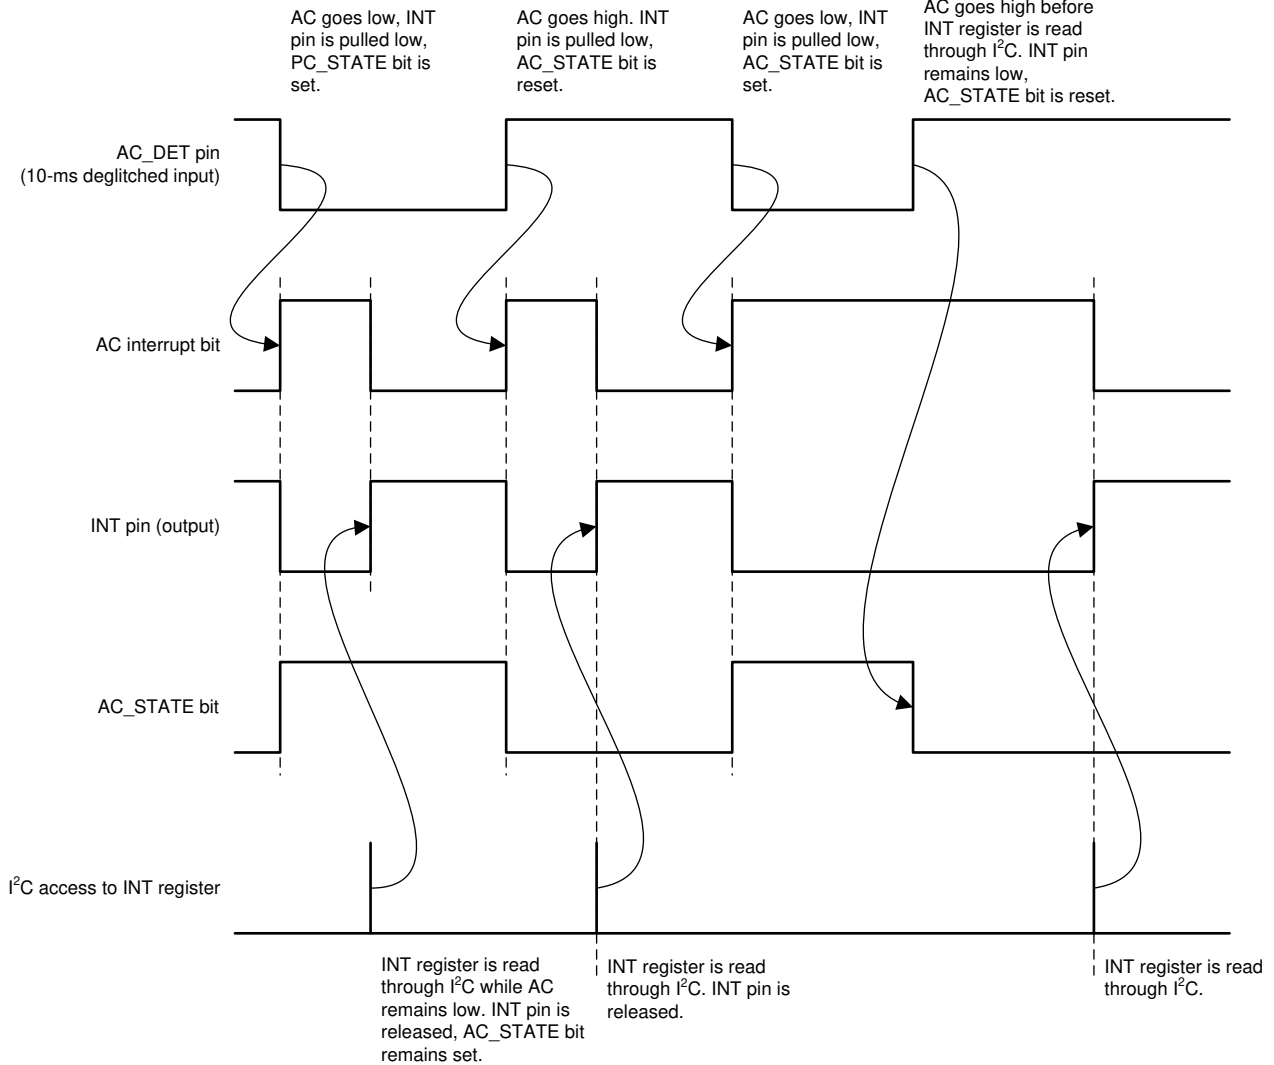 AC goes low, INT
pin is pulled low,
PC_STATE bit is
set.
AC goes high. INT
pin is pulled low,
AC_STATE bit is
reset.
AC goes low, INT
pin is pulled low,
AC_STATE bit is
set.
AC goes high before
INT register is read
through I²C. INT pin
remains low,
AC_STATE bit is reset.
AC_DET pin
(10-ms deglitched input)
AC interrupt bit
INT pin (output)
AC_STATE bit
I²C access to INT register
INT register is read
through I²C while AC
remains low. INT pin is
released, AC_STATE bit
remains set.
INT register is read
through I²C. INT pin is
released.
INT register is read
through I²C.